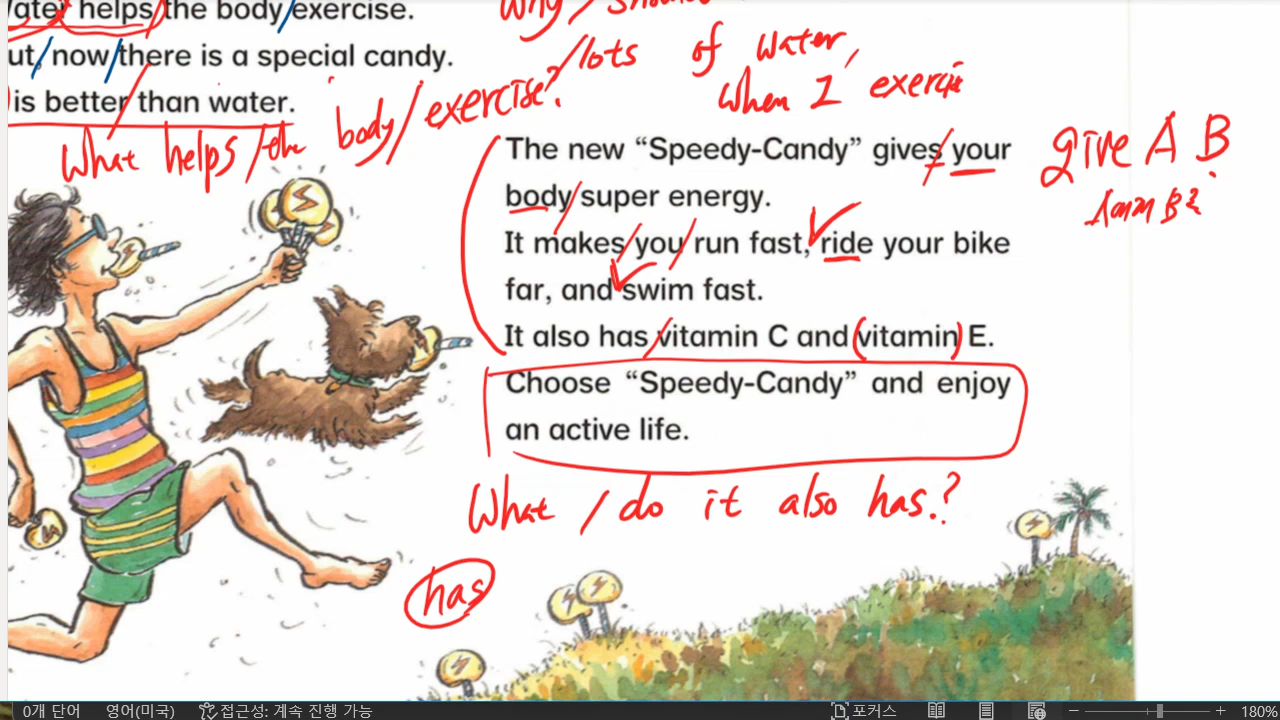 helps the body exercise.
Why should
now there is a special candy.
lots of water,
is better than water.
when I
What helps the body exercise?
The new “Speedy-Candy” gives your
body super energy.
give A B
It makes you run fast, ride your bike
far, and swim fast.
It also has vitamin C and vitamin E.
Choose “Speedy-Candy” and enjoy
an active life.
What do it also has?
has
0개 단어 영어(미국) 접근성: 계속 진행 가능 포커스 180%